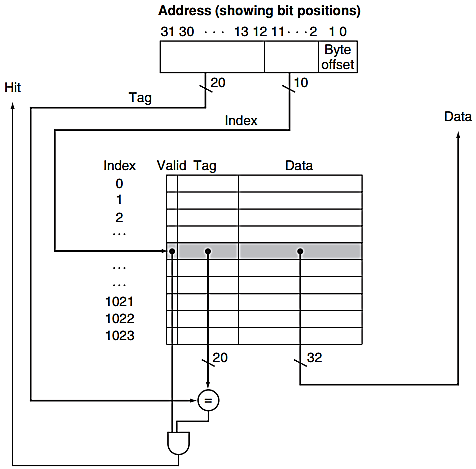 Address (showing bit positions)
31 30 ··· 13 12 11 ··· 2 1 0
Byte
offset
Hit
20
10
Tag
Index
Data
Index Valid Tag Data
0
1
2
...
...
...
1021
1022
1023
20
32
=